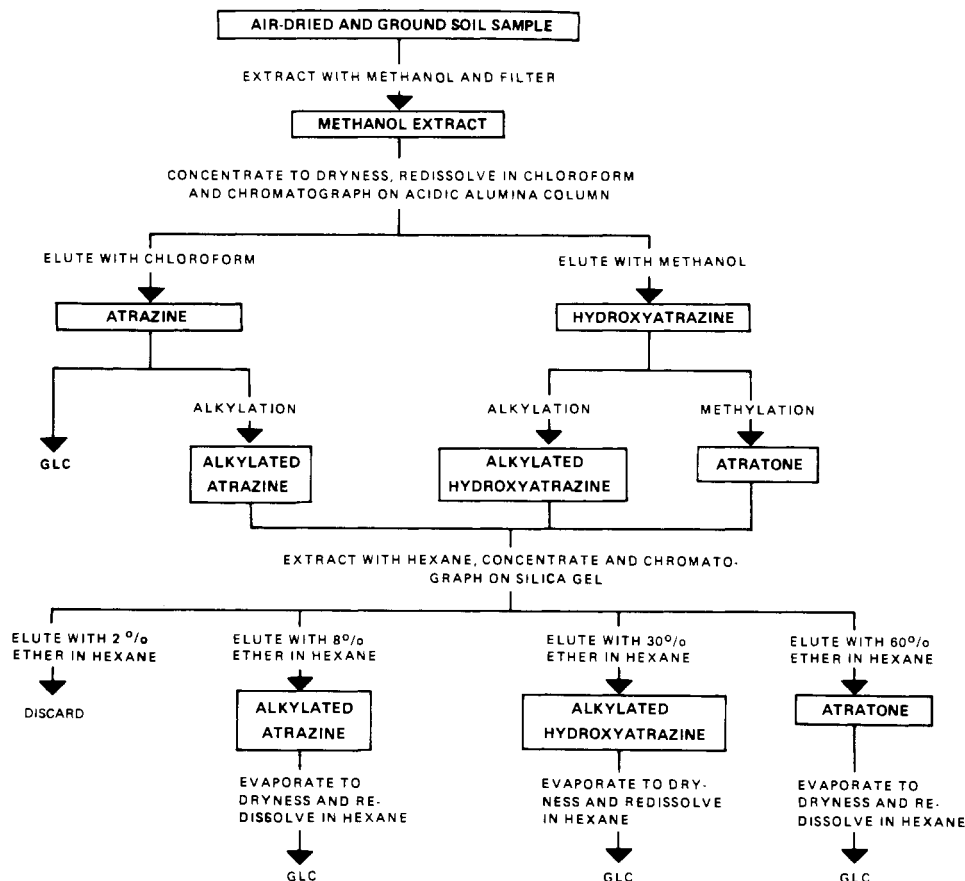 AIR-DRIED AND GROUND SOIL SAMPLE
EXTRACT WITH METHANOL AND FILTER
METHANOL EXTRACT
CONCENTRATE TO DRYNESS, REDISSOLVE IN CHLOROFORM
AND CHROMATOGRAPH ON ACIDIC ALUMINA COLUMN
ELUTE WITH CHLOROFORM
ELUTE WITH METHANOL
ATRAZINE
HYDROXYATRAZINE
ALKYLATION
ALKYLATION
METHYLATION
GLC
ALKYLATED
ATRAZINE
ALKYLATED
HYDROXYATRAZINE
ATRATONE
EXTRACT WITH HEXANE, CONCENTRATE AND CHROMATO-
GRAPH ON SILICA GEL
ELUTE WITH 2 %
ETHER IN HEXANE
ELUTE WITH 8%
ETHER IN HEXANE
ELUTE WITH 30%
ETHER IN HEXANE
ELUTE WITH 60%
ETHER IN HEXANE
DISCARD
ALKYLATED
ATRAZINE
ALKYLATED
HYDROXYATRAZINE
ATRATONE
EVAPORATE TO
DRYNESS AND RE-
DISSOLVE IN HEXANE
EVAPORATE TO DRY-
NESS AND REDISSOLVE
IN HEXANE
EVAPORATE TO
DRYNESS AND RE-
DISSOLVE IN HEXANE
GLC
GLC
GLC